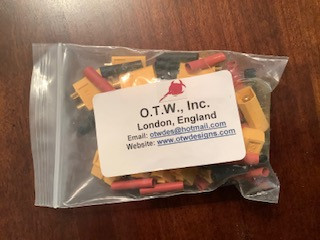 O.T.W., Inc.
London, England
Email: otwdes@hotmail.com
Website: www.otwdesigns.com